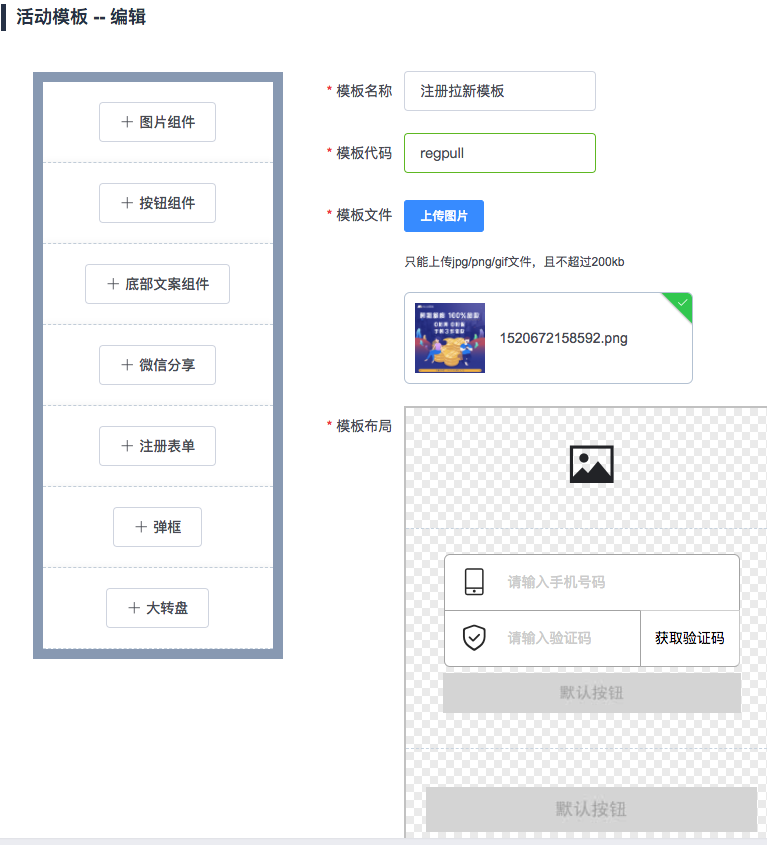 活动模板 -- 编辑
图片组件
按钮组件
底部文案组件
微信分享
注册表单
弹框
大转盘
* 模板名称 注册拉新模板
* 模板代码 regpull
* 模板文件 上传图片
只能上传jpg/png/gif文件，且不超过200kb
1520672158592.png
* 模板布局
请输入手机号码
请输入验证码 获取验证码
默认按钮
默认按钮